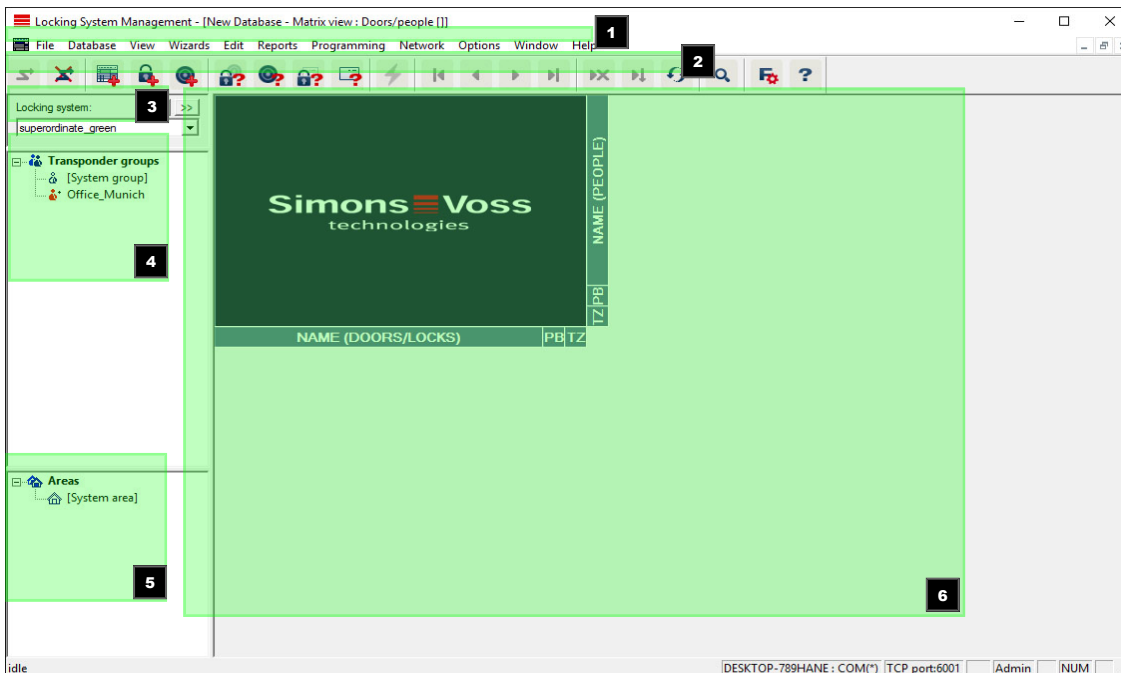 Locking System Management - [New Database - Matrix view : Doors/people []]
File Database View Wizards Edit Reports Programming Network Options Window Help
1
2
Locking system:
3
>>
superordinate_green
Transponder groups
[System group]
Office_Munich
4
Simons Voss
technologies
NAME (PEOPLE)
PB
TZ
NAME (DOORS/LOCKS) PB TZ
Areas
[System area]
5
6
idle
DESKTOP-789HANE : COM(*) TCP port:6001 Admin NUM